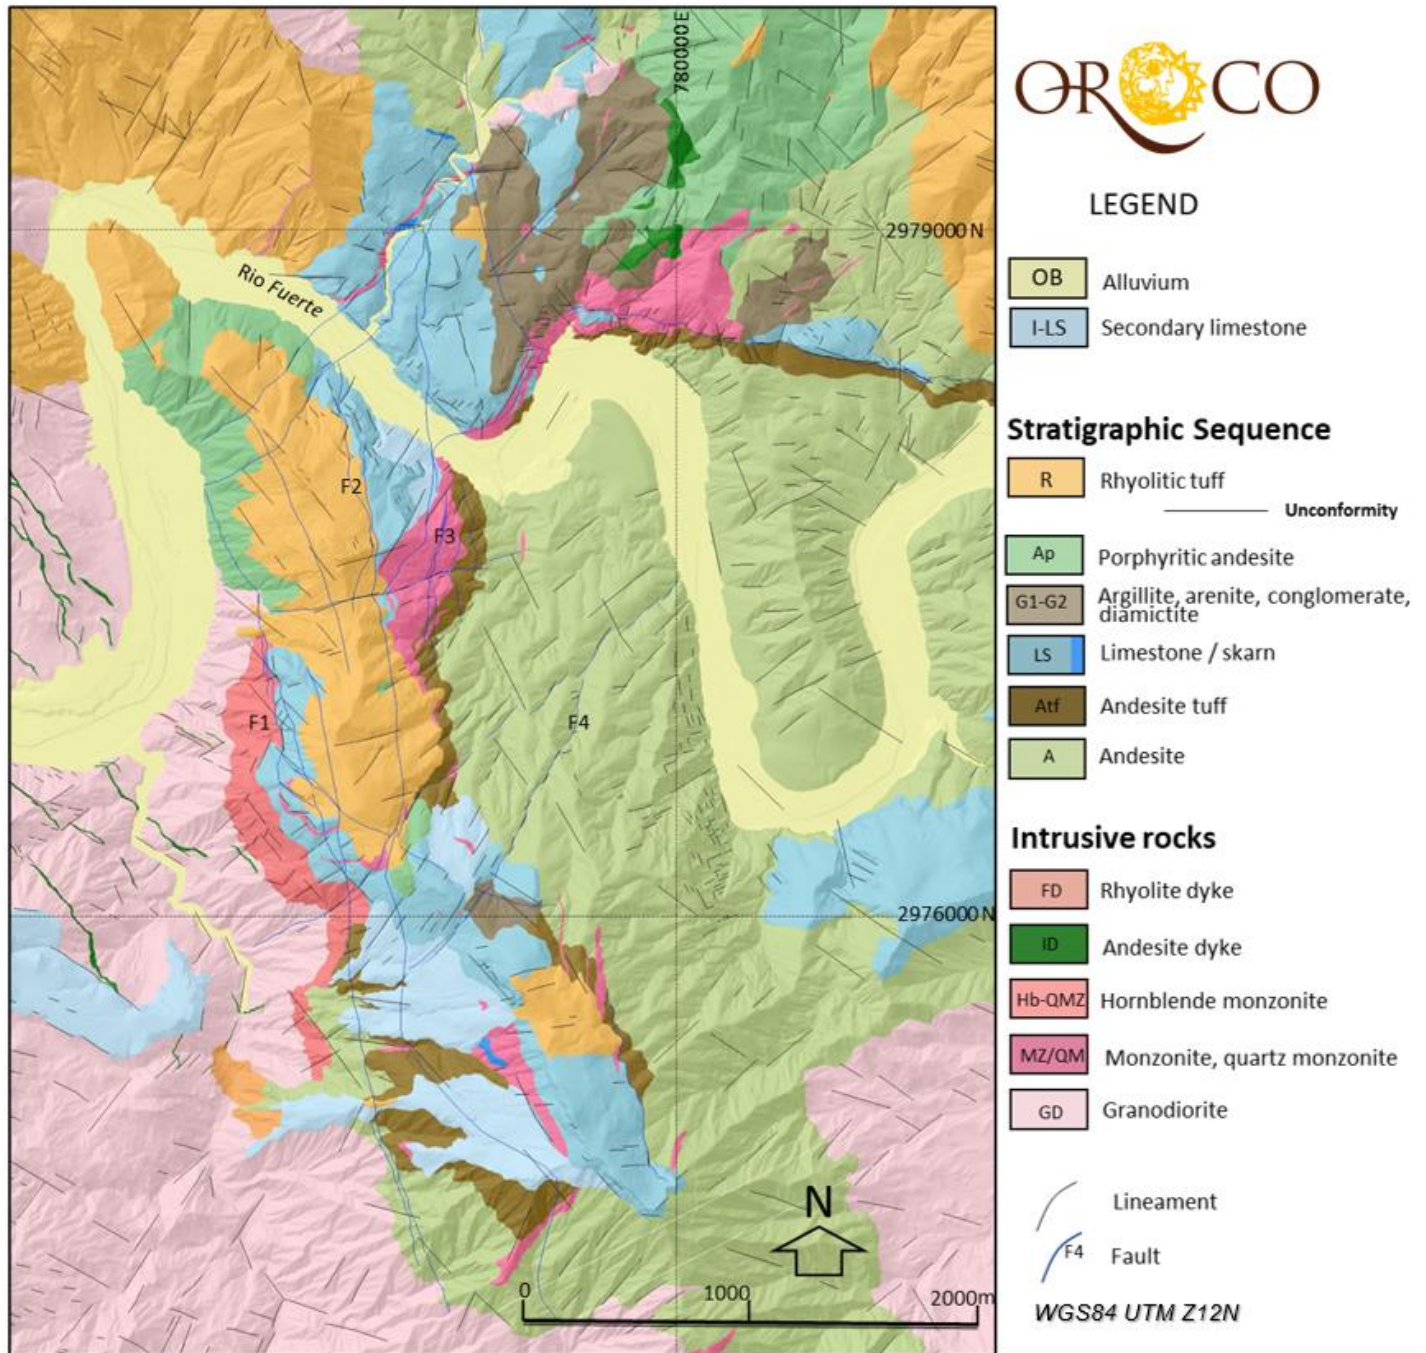 780000E
2979000N
Rio Fuerte
F2
F3
F1
F4
2976000N
N
0 1000 2000m
OROCO
LEGEND
OB Alluvium
I-LS Secondary limestone
Stratigraphic Sequence
R Rhyolitic tuff
Unconformity
Ap Porphyritic andesite
G1-G2 Argillite, arenite, conglomerate,
diamictite
LS Limestone / skarn
Atf Andesite tuff
A Andesite
Intrusive rocks
FD Rhyolite dyke
ID Andesite dyke
Hb-QMZ Hornblende monzonite
MZ/QM Monzonite, quartz monzonite
GD Granodiorite
Lineament
F4 Fault
WGS84 UTM Z12N